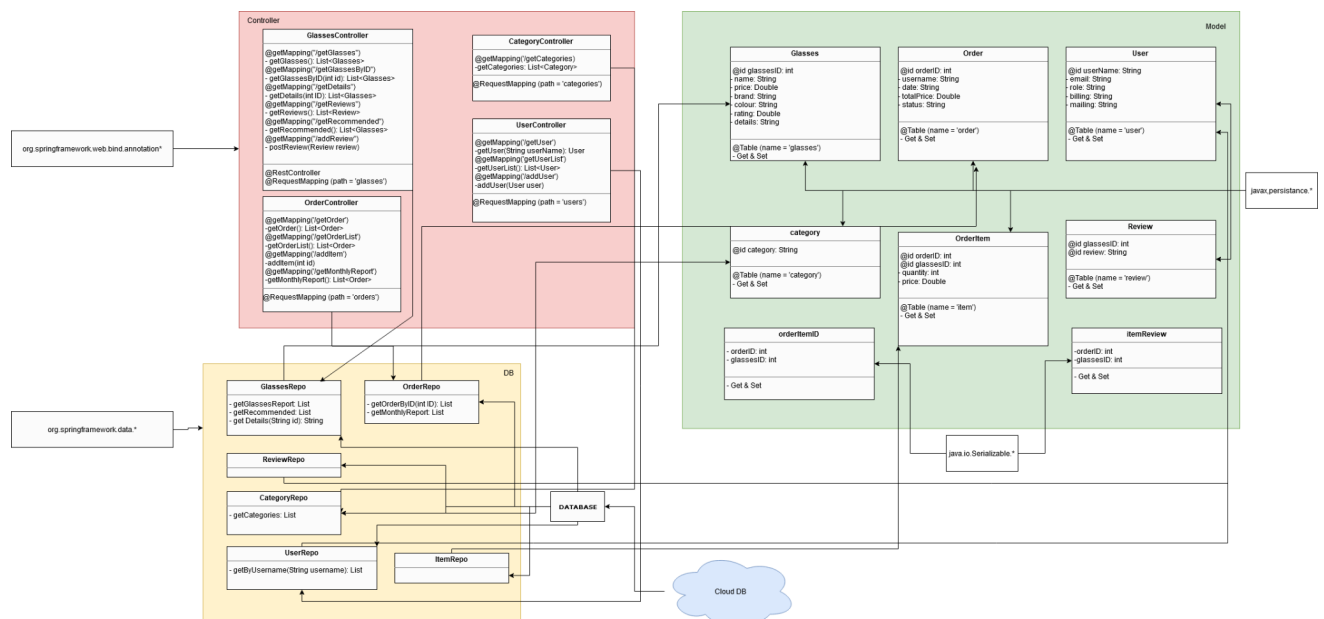 Controller
GlassesController
@getMapping("/getGlasses")
- getGlasses(): List<Glasses>
@getMapping("/getGlassesByID")
- getGlassesByID(int id): List<Glasses>
@getMapping("/getDetails")
- getDetails(int ID): List<Glasses>
@getMapping("/getReviews")
- getReviews(): List<Review>
@getMapping("/getRecommended")
- getRecommended(): List<Glasses>
@getMapping("/addReview")
- postReview(Review review)
@RestController
@RequestMapping (path = 'glasses')
CategoryController
@getMapping('/getCategories)
-getCategories: List<Category>
@RequestMapping (path = 'categories')
UserController
@getMapping('/getUser')
-getUser(String userName): User
@getMapping('getUserList')
-getUserList(): List<User>
@getMapping('/addUser')
-addUser(User user)
@RequestMapping (path = 'users')
OrderController
@getMapping('/getOrder')
-getOrder(): List<Order>
@getMapping('/getOrderList')
-getOrderList(): List<Order>
@getMapping('/addItem')
-addItem(int id)
@getMapping('/getMonthlyReport')
-getMonthlyReport(): List<Order>
@RequestMapping (path = 'orders')
org.springframework.web.bind.annotation*
Model
Glasses
@id glassesID: int
- name: String
- price: Double
- brand: String
- colour: String
- rating: Double
- details: String
@Table (name = 'glasses')
- Get & Set
Order
@id orderID: int
- username: String
- date: String
- totalPrice: Double
- status: String
@Table (name = 'order')
- Get & Set
User
@id userName: String
- email: String
- role: String
- billing: String
- mailing: String
@Table (name = 'user')
- Get & Set
javax,persistance.*
category
@id category: String
@Table (name = 'category')
- Get & Set
OrderItem
@id orderID: int
@id glassesID: int
- quantity: int
- price: Double
@Table (name = 'item')
- Get & Set
Review
@id glassesID: int
@id review: String
@Table (name = 'review')
- Get & Set
orderItemID
- orderID: int
- glassesID: int
- Get & Set
itemReview
-orderID: int
-glassesID: int
- Get & Set
java.io.Serializable.*
DB
GlassesRepo
- getGlassesReport: List
- getRecommended: List
- get Details(String id): String
OrderRepo
- getOrderByID(int ID): List
- getMonthlyReport: List
org.springframework.data.*
ReviewRepo
CategoryRepo
- getCategories: List
UserRepo
- getByUsername(String username): List
ItemRepo
DATABASE
Cloud DB